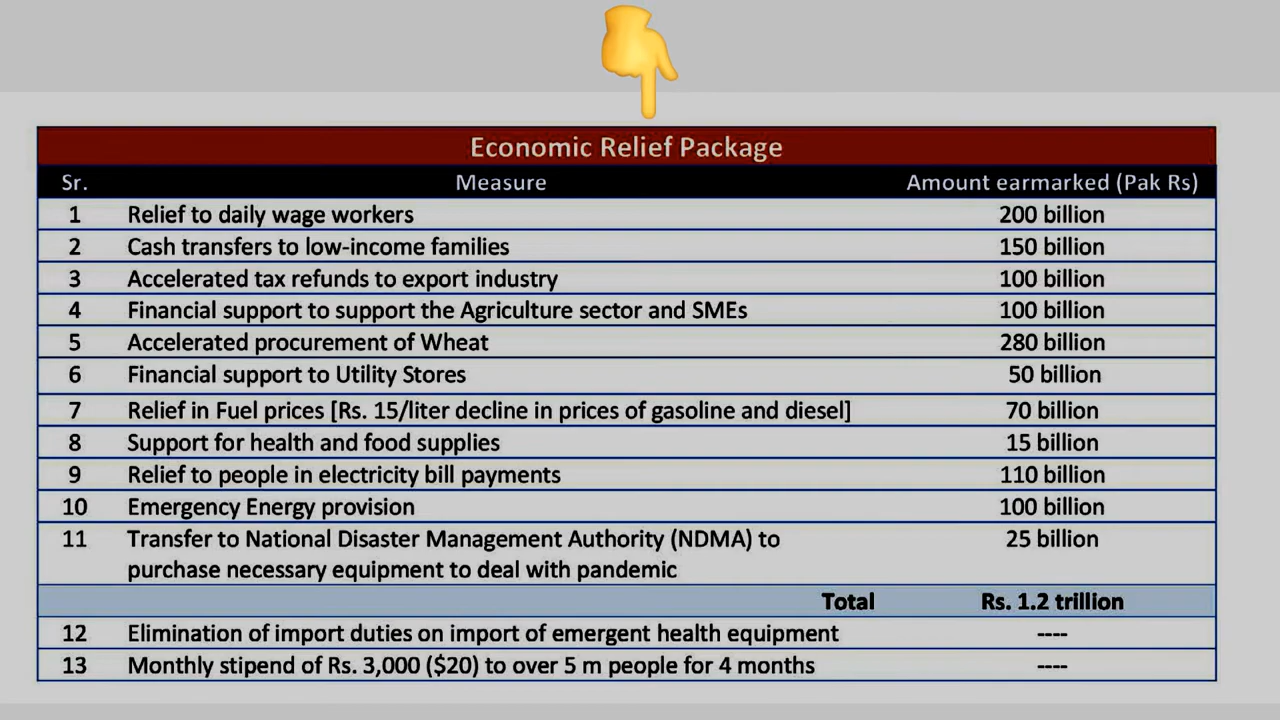 Economic Relief Package
Sr. Measure Amount earmarked (Pak Rs)
1 Relief to daily wage workers 200 billion
2 Cash transfers to low-income families 150 billion
3 Accelerated tax refunds to export industry 100 billion
4 Financial support to support the Agriculture sector and SMEs 100 billion
5 Accelerated procurement of Wheat 280 billion
6 Financial support to Utility Stores 50 billion
7 Relief in Fuel prices [Rs. 15/liter decline in prices of gasoline and diesel] 70 billion
8 Support for health and food supplies 15 billion
9 Relief to people in electricity bill payments 110 billion
10 Emergency Energy provision 100 billion
11 Transfer to National Disaster Management Authority (NDMA) to 25 billion
purchase necessary equipment to deal with pandemic
Total Rs. 1.2 trillion
12 Elimination of import duties on import of emergent health equipment ----
13 Monthly stipend of Rs. 3,000 ($20) to over 5 m people for 4 months ----